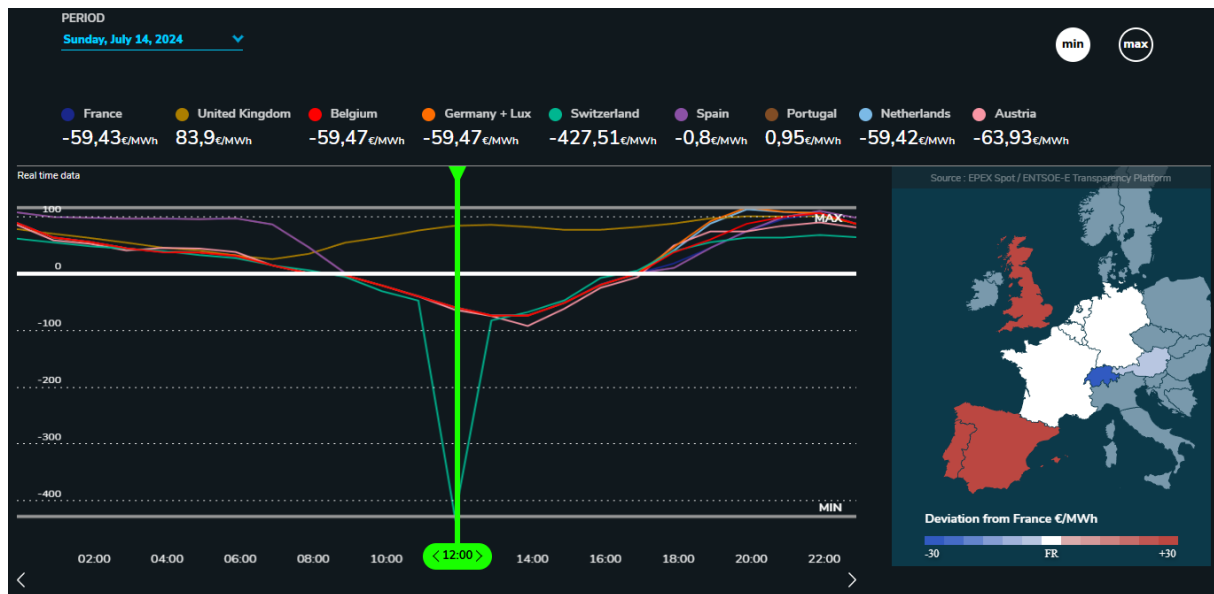 PERIOD
Sunday, July 14, 2024
min
max
France
United Kingdom
Belgium
Germany + Lux
Switzerland
Spain
Portugal
Netherlands
Austria
-59,43€/MWh
83,9€/MWh
-59,47€/MWh
-59,47€/MWh
-427,51€/MWh
-0,8€/MWh
0,95€/MWh
-59,42€/MWh
-63,93€/MWh
Real time data
Source : EPEX Spot / ENTSOE-E Transparency Platform
100
MAX
0
-100
-200
-300
-400
MIN
02:00
04:00
06:00
08:00
10:00
<12:00>
14:00
16:00
18:00
20:00
22:00
Deviation from France €/MWh
-30
FR
+30